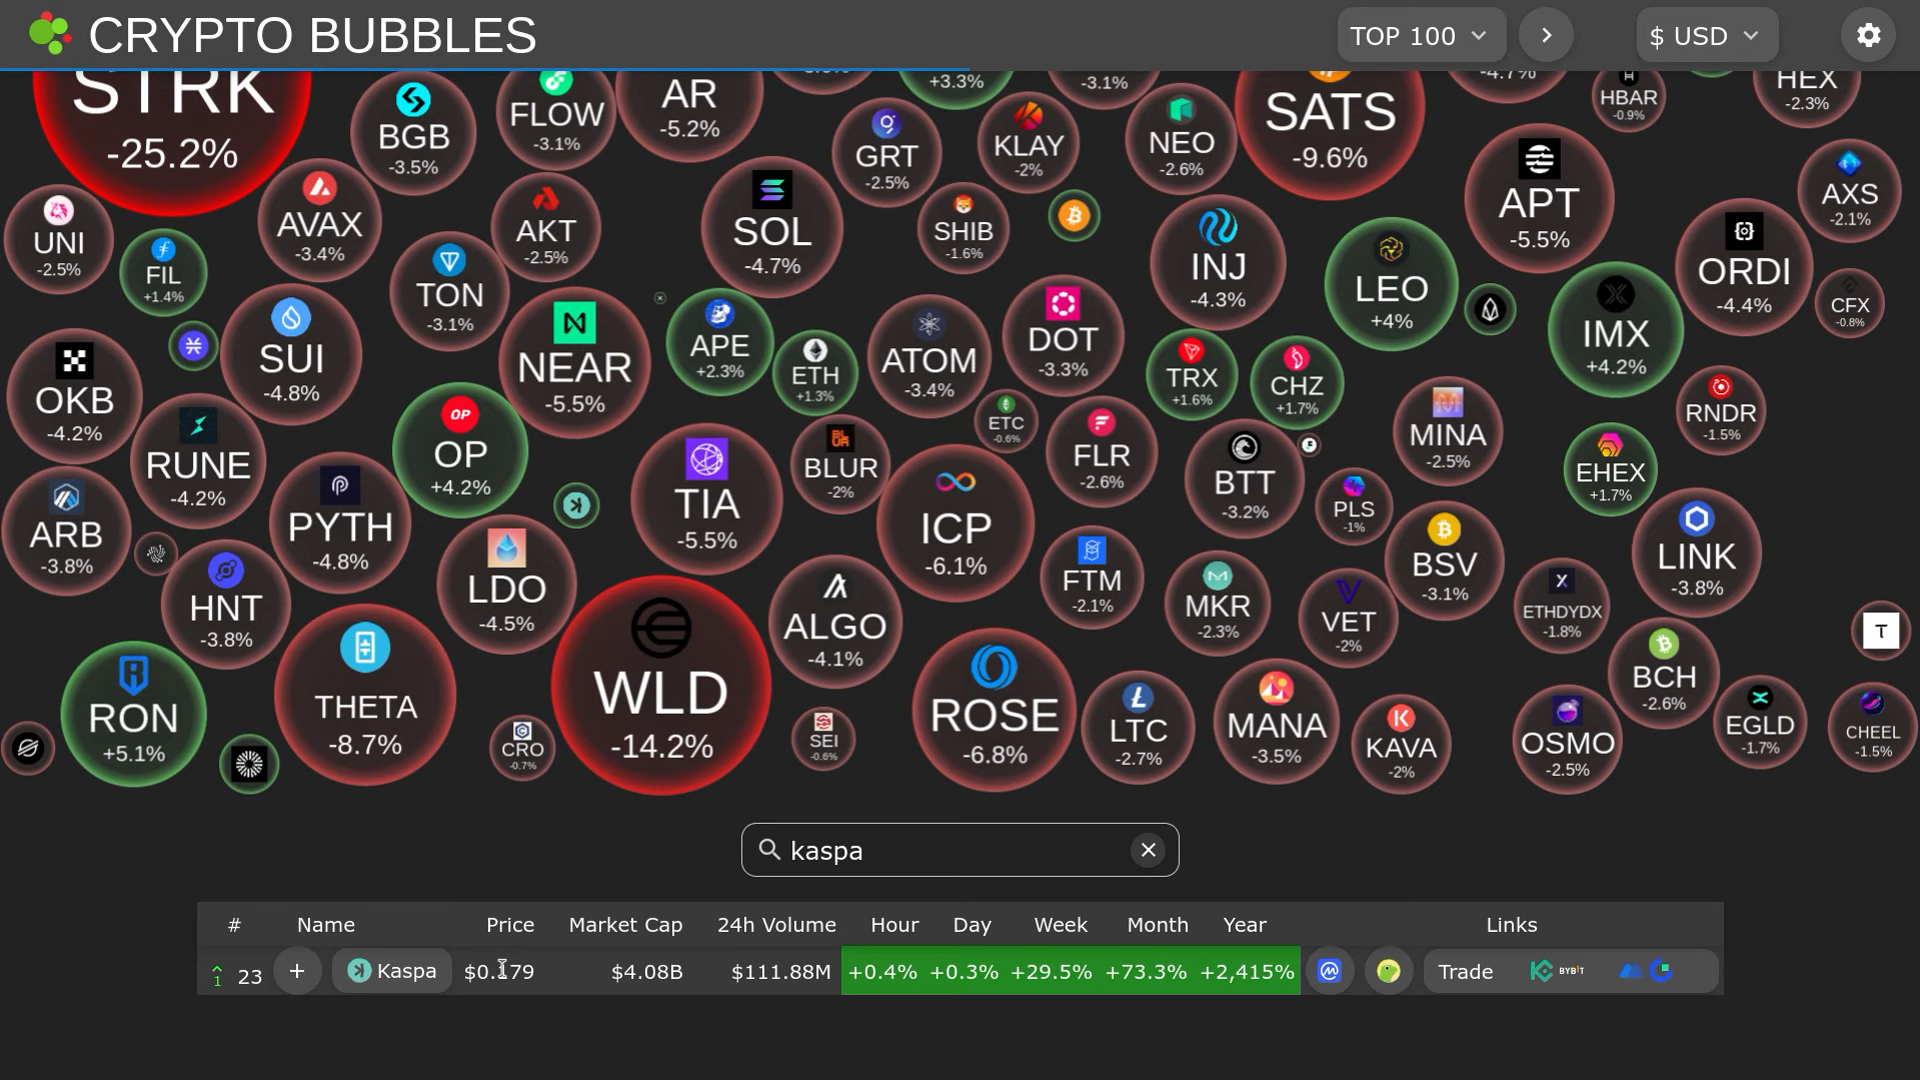 CRYPTO BUBBLES
TOP 100
$ USD
STRK
-25.2%
BGB
-3.5%
FLOW
-3.1%
AR
-5.2%
+3.3%
-3.1%
GRT
-2.5%
KLAY
-2%
NEO
-2.6%
SATS
-9.6%
-4.7%
HBAR
-0.9%
HEX
-2.3%
UNI
-2.5%
FIL
+1.4%
AVAX
-3.4%
AKT
-2.5%
TON
-3.1%
SOL
-4.7%
SHIB
-1.6%
INJ
-4.3%
LEO
+4%
APT
-5.5%
ORDI
-4.4%
AXS
-2.1%
CFX
-0.8%
OKB
-4.2%
SUI
-4.8%
NEAR
-5.5%
APE
+2.3%
ETH
+1.3%
ATOM
-3.4%
DOT
-3.3%
TRX
+1.6%
CHZ
+1.7%
IMX
+4.2%
RNDR
-1.5%
RUNE
-4.2%
OP
+4.2%
ETC
-0.6%
MINA
-2.5%
ARB
-3.8%
PYTH
-4.8%
TIA
-5.5%
BLUR
-2%
ICP
-6.1%
FLR
-2.6%
BTT
-3.2%
PLS
-1%
EHEX
+1.7%
HNT
-3.8%
LDO
-4.5%
ALGO
-4.1%
FTM
-2.1%
MKR
-2.3%
VET
-2%
BSV
-3.1%
ETHDYDX
-1.8%
LINK
-3.8%
T
RON
+5.1%
THETA
-8.7%
CRO
-0.7%
WLD
-14.2%
SEI
-0.6%
ROSE
-6.8%
LTC
-2.7%
MANA
-3.5%
KAVA
-2%
OSMO
-2.5%
BCH
-2.6%
EGLD
-1.7%
CHEEL
-1.5%
kaspa
# Name Price Market Cap 24h Volume Hour Day Week Month Year Links
1 23 + Kaspa $0.179 $4.08B $111.88M +0.4% +0.3% +29.5% +73.3% +2,415% Trade BYBIT